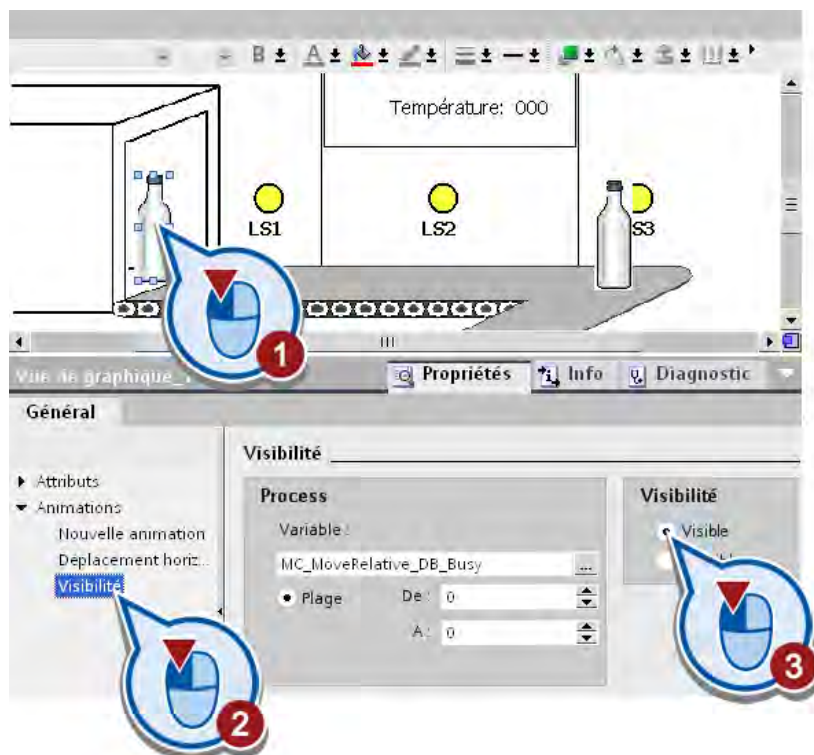 B A
Température: 000
LS1 LS2 S3
1
Propriétés Info Diagnostic
Général
Visibilité
Attributs
Animations
Nouvelle animation
Déplacement horiz...
Visibilité
Process
Variable :
MC_MoveRelative_DB_Busy ...
Plage De : 0
A : 0
Visibilité
Visible
2
3